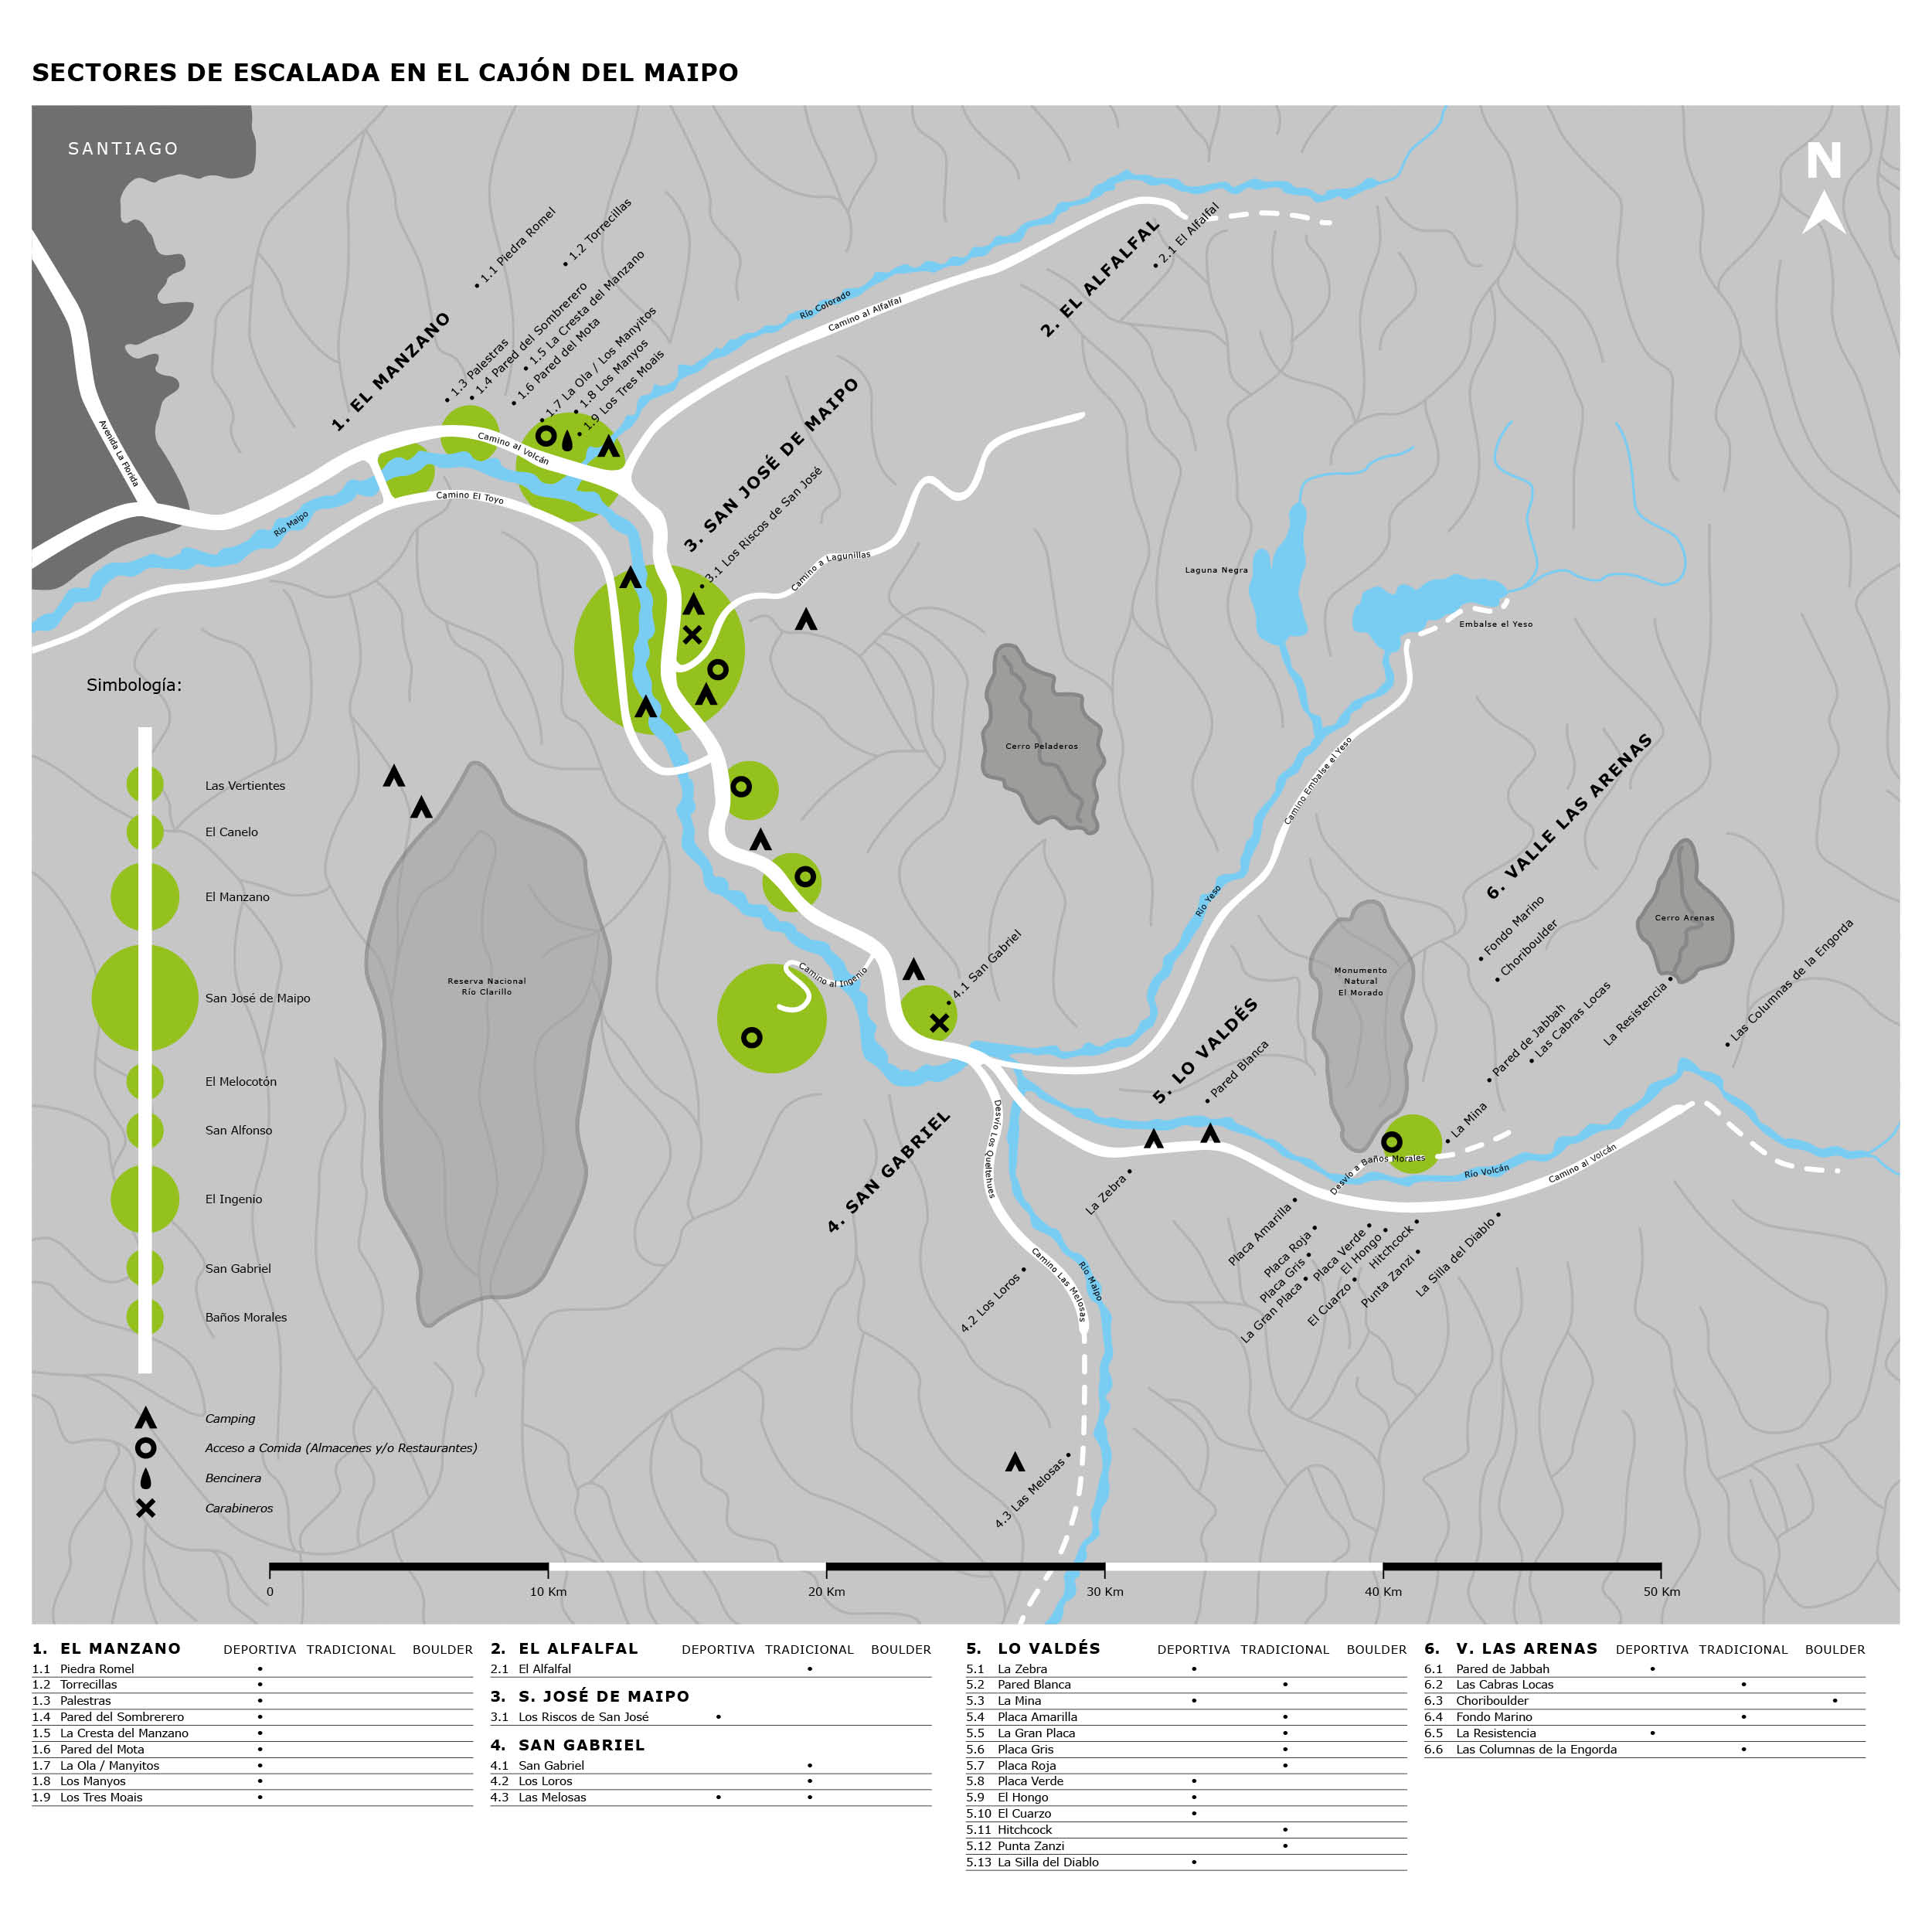 SECTORES DE ESCALADA EN EL CAJÓN DEL MAIPO
SANTIAGO
N
1.1 Piedra Romel
1.2 Torrecillas
1. EL MANZANO
1.3 Palestras
1.4 Pared del Sombrerero
1.5 La Cresta del Manzano
1.6 Pared del Mota
1.7 La Ola / Los Manyitos
1.8 Los Manyos
1.9 Los Tres Moais
Río Colorado
Camino al Alfalfal
2. EL ALFALFAL
2.1 El Alfalfal
Avenida La Florida
Camino al Volcán
Camino El Toyo
Río Maipo
3. SAN JOSÉ DE MAIPO
3.1 Los Riscos de San José
Camino a Lagunillas
Laguna Negra
Embalse el Yeso
Cerro Peladeros
Camino Embalse el Yeso
Río Yeso
6. VALLE LAS ARENAS
Fondo Marino
Choriboulder
Cerro Arenas
Monumento
Natural
El Morado
Pared de Jabbah
Las Cabras Locas
La Resistencia
Las Columnas de la Engorda
Reserva Nacional
Río Clarillo
Camino al Ingenio
4.1 San Gabriel
4. SAN GABRIEL
5. LO VALDÉS
Pared Blanca
La Mina
Desvío a Baños Morales
Río Volcán
Camino al Volcán
Desvío Los Queltehues
La Zebra
Placa Amarilla
Placa Roja
Placa Gris
La Gran Placa
Placa Verde
El Hongo
El Cuarzo
Hitchcock
Punta Zanzi
La Silla del Diablo
Camino Las Melosas
Río Maipo
4.2 Los Loros
4.3 Las Melosas
Simbología:
Las Vertientes
El Canelo
El Manzano
San José de Maipo
El Melocotón
San Alfonso
El Ingenio
San Gabriel
Baños Morales
Camping
Acceso a Comida (Almacenes y/o Restaurantes)
Bencinera
Carabineros
0 10 Km 20 Km 30 Km 40 Km 50 Km
1. EL MANZANO DEPORTIVA TRADICIONAL BOULDER
1.1 Piedra Romel •
1.2 Torrecillas •
1.3 Palestras •
1.4 Pared del Sombrerero •
1.5 La Cresta del Manzano •
1.6 Pared del Mota •
1.7 La Ola / Manyitos •
1.8 Los Manyos •
1.9 Los Tres Moais •
2. EL ALFALFAL DEPORTIVA TRADICIONAL BOULDER
2.1 El Alfalfal •
3. S. JOSÉ DE MAIPO
3.1 Los Riscos de San José •
4. SAN GABRIEL
4.1 San Gabriel •
4.2 Los Loros •
4.3 Las Melosas • •
5. LO VALDÉS DEPORTIVA TRADICIONAL BOULDER
5.1 La Zebra •
5.2 Pared Blanca •
5.3 La Mina •
5.4 Placa Amarilla •
5.5 La Gran Placa •
5.6 Placa Gris •
5.7 Placa Roja •
5.8 Placa Verde •
5.9 El Hongo •
5.10 El Cuarzo •
5.11 Hitchcock •
5.12 Punta Zanzi •
5.13 La Silla del Diablo •
6. V. LAS ARENAS DEPORTIVA TRADICIONAL BOULDER
6.1 Pared de Jabbah •
6.2 Las Cabras Locas •
6.3 Choriboulder •
6.4 Fondo Marino •
6.5 La Resistencia •
6.6 Las Columnas de la Engorda •